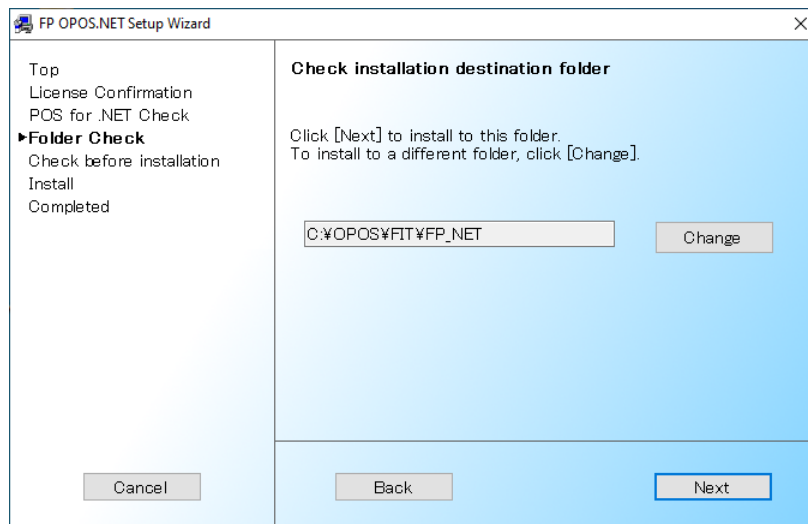 FP OPOS.NET Setup Wizard
Top
License Confirmation
POS for .NET Check
▶Folder Check
Check before installation
Install
Completed
Check installation destination folder
Click [Next] to install to this folder.
To install to a different folder, click [Change].
C:¥OPOS¥FIT¥FP_NET
Change
Cancel
Back
Next